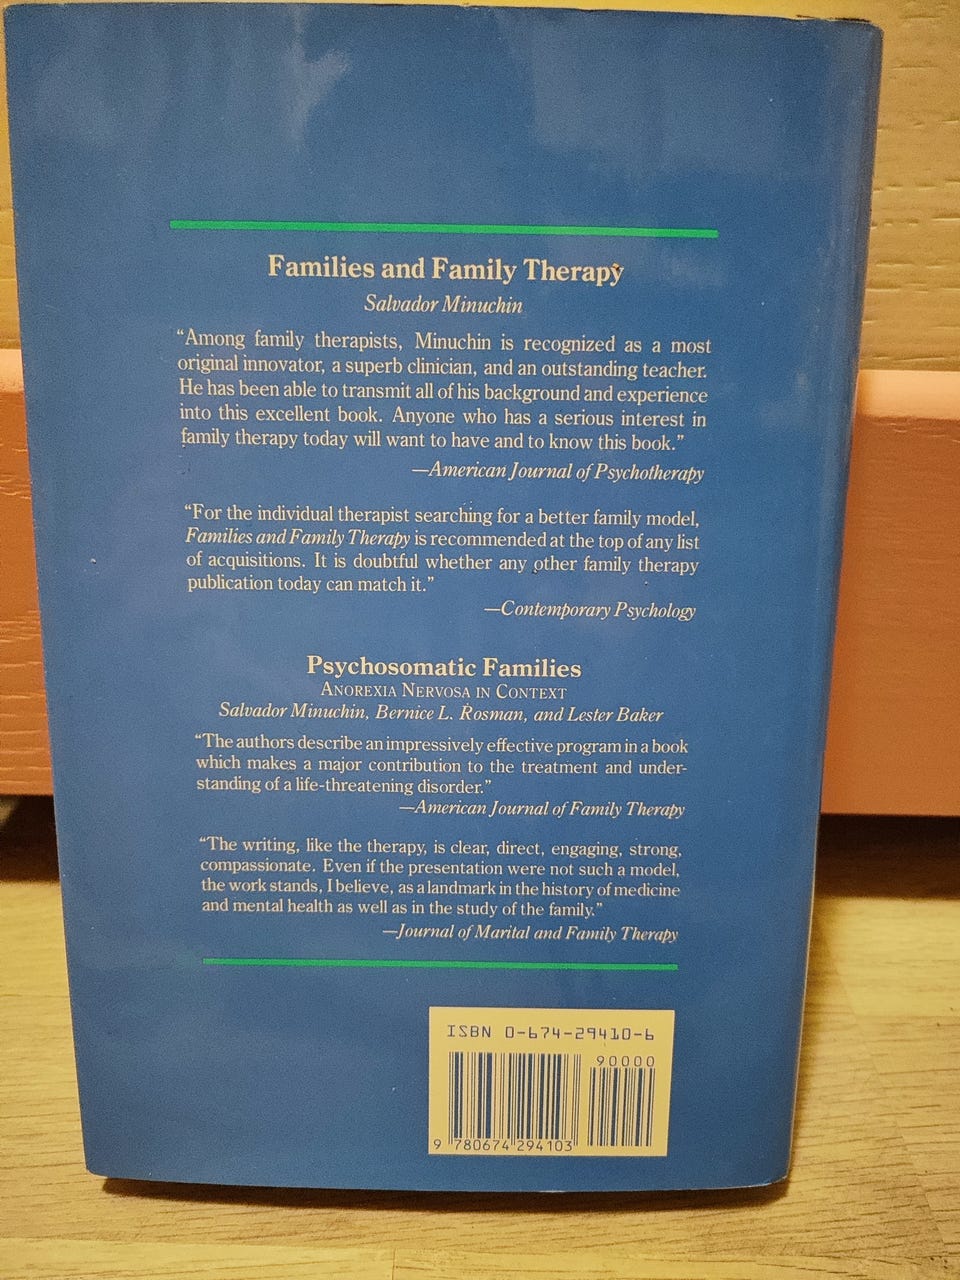 Families and Family Therapy
Salvador Minuchin
“Among family therapists, Minuchin is recognized as a most
original innovator, a superb clinician, and an outstanding teacher.
He has been able to transmit all of his background and experience
into this excellent book. Anyone who has a serious interest in
family therapy today will want to have and to know this book.”
—American Journal of Psychotherapy
“For the individual therapist searching for a better family model,
Families and Family Therapy is recommended at the top of any list
of acquisitions. It is doubtful whether any other family therapy
publication today can match it.”
—Contemporary Psychology
Psychosomatic Families
ANOREXIA NERVOSA IN CONTEXT
Salvador Minuchin, Bernice L. Rosman, and Lester Baker
“The authors describe an impressively effective program in a book
which makes a major contribution to the treatment and under-
standing of a life-threatening disorder.”
—American Journal of Family Therapy
“The writing, like the therapy, is clear, direct, engaging, strong,
compassionate. Even if the presentation were not such a model,
the work stands, I believe, as a landmark in the history of medicine
and mental health as well as in the study of the family.”
—Journal of Marital and Family Therapy
ISBN 0-674-29410-6
90000
9 780674 294103